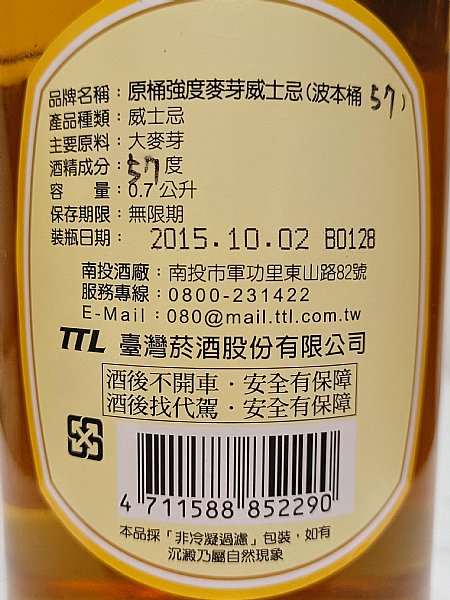 品牌名稱：原桶強度麥芽威士忌(波本桶 57)
產品種類：威士忌
主要原料：大麥芽
酒精成分：57度
容　　量：0.7公升
保存期限：無限期
裝瓶日期：2015.10.02 B0128
南投酒廠：南投市軍功里東山路82號
服務專線：0800-231422
E-Mail：080@mail.ttl.com.tw
TTL 臺灣菸酒股份有限公司
酒後不開車‧安全有保障
酒後找代駕‧安全有保障
4 711588 852290
本品採「非冷凝過濾」包裝，如有
沉澱乃屬自然現象